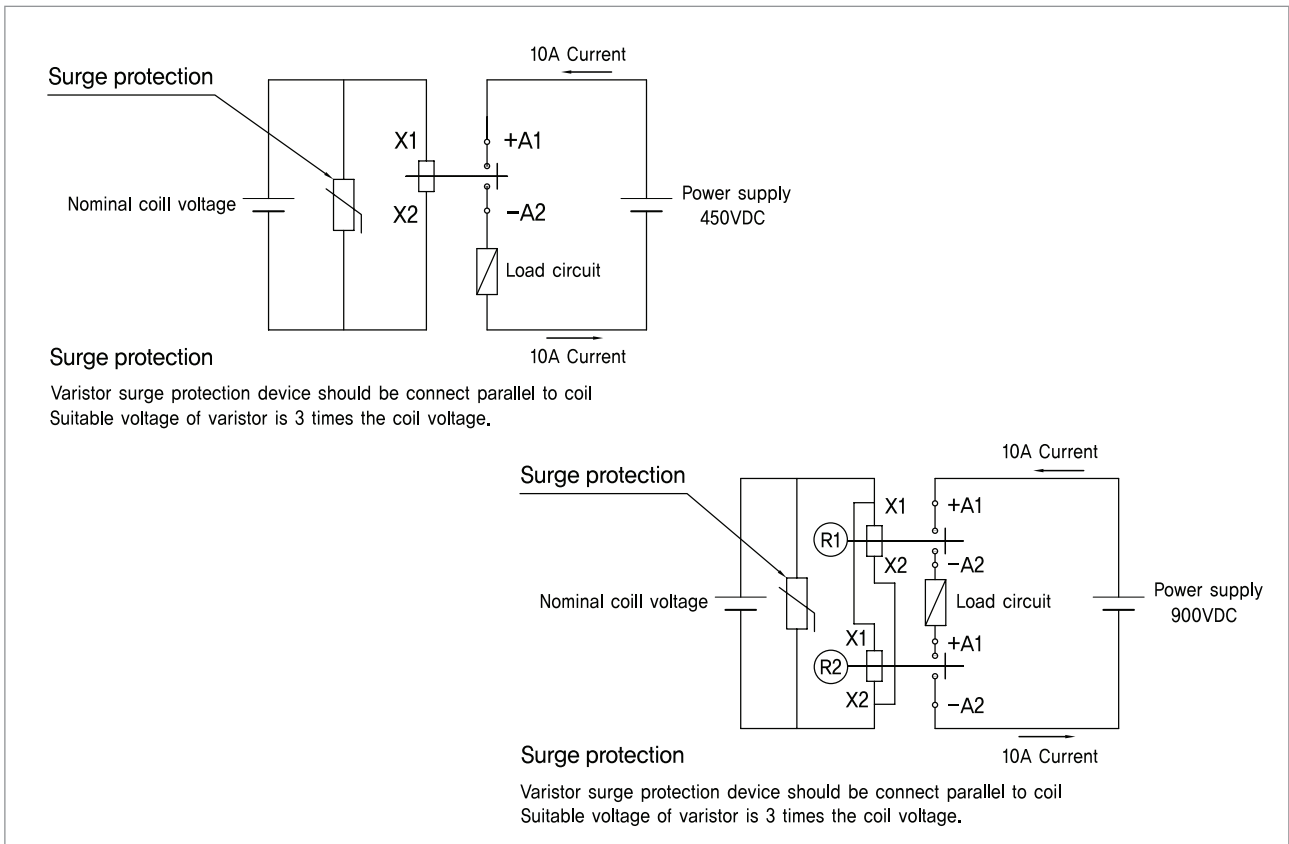 10A Current
Surge protection
X1
+A1
Nominal coill voltage
X2
−A2
Power supply
450VDC
Load circuit
10A Current
Surge protection
Varistor surge protection device should be connect parallel to coil
Suitable voltage of varistor is 3 times the coil voltage.
10A Current
Surge protection
X1
+A1
R1
X2
−A2
Nominal coill voltage
Load circuit
Power supply
900VDC
X1
+A1
R2
X2
−A2
10A Current
Surge protection
Varistor surge protection device should be connect parallel to coil
Suitable voltage of varistor is 3 times the coil voltage.